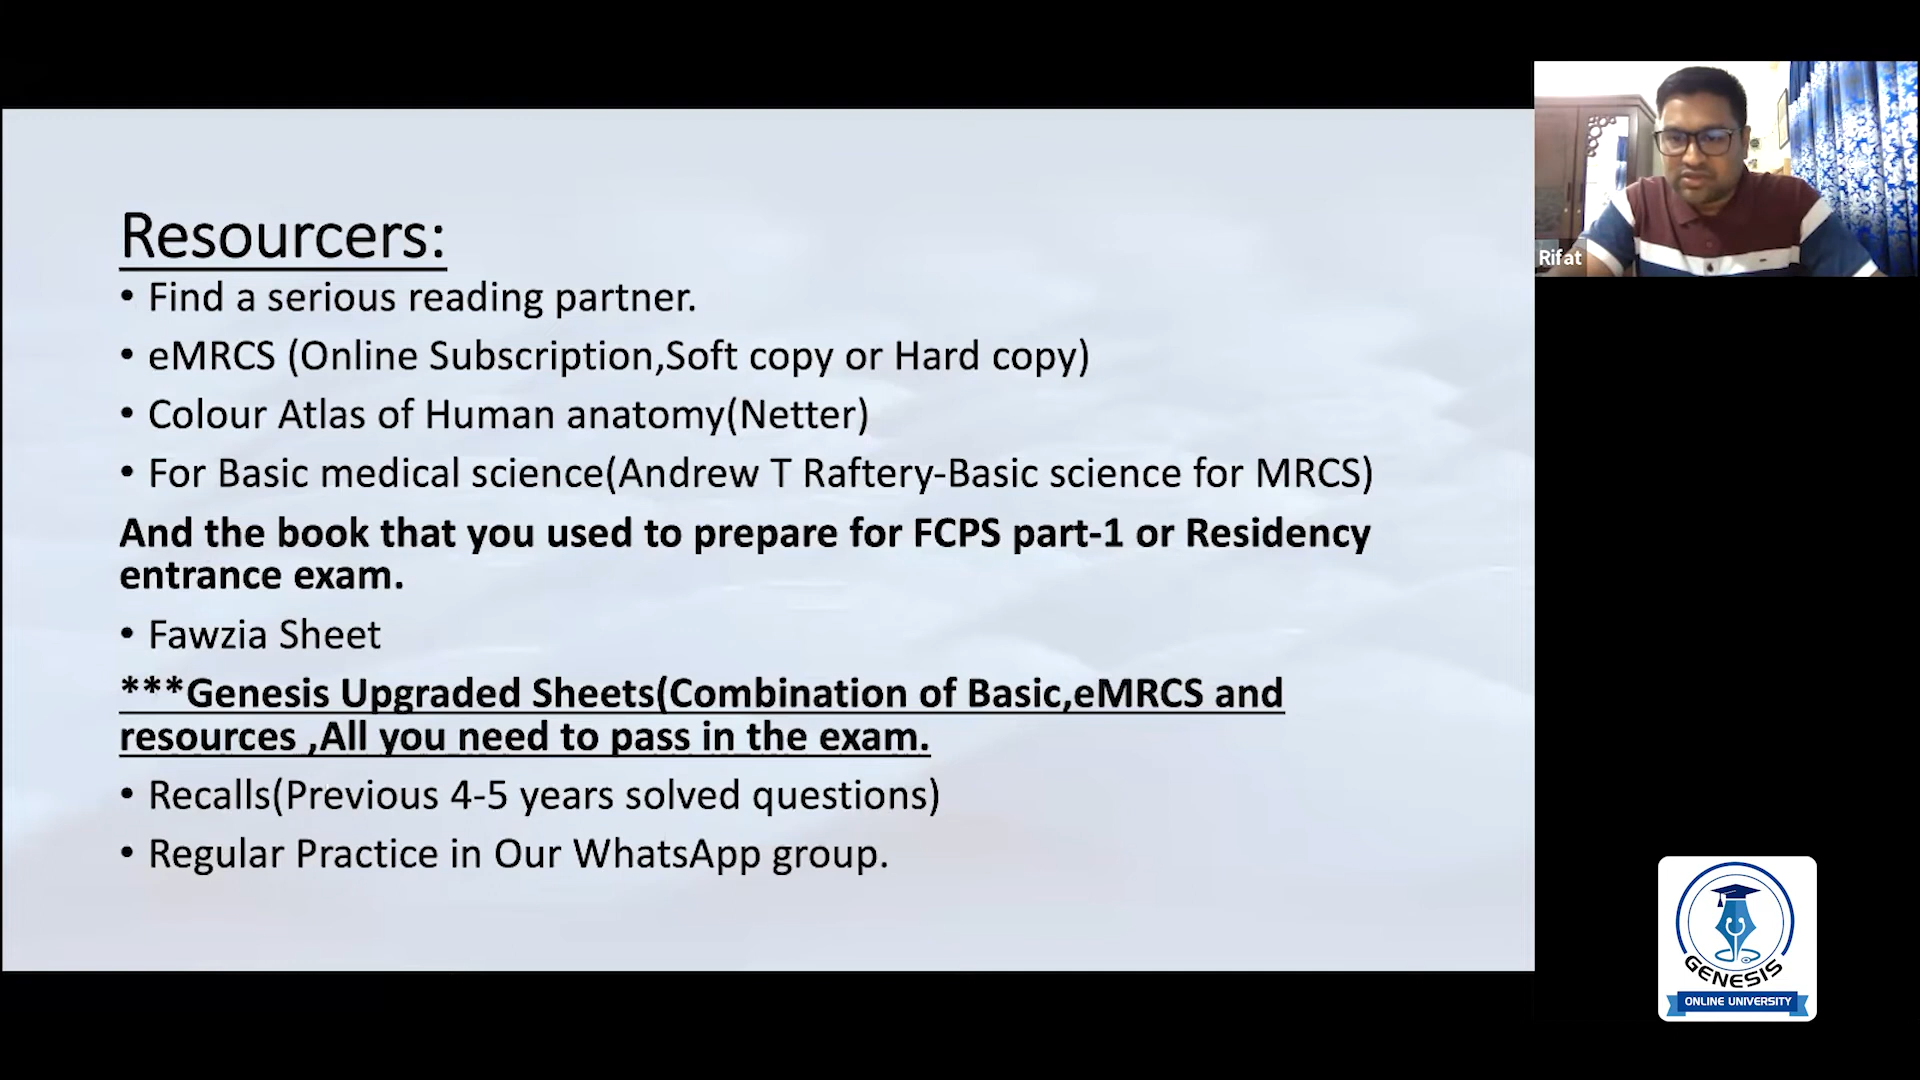 Resourcers:
• Find a serious reading partner.
• eMRCS (Online Subscription,Soft copy or Hard copy)
• Colour Atlas of Human anatomy(Netter)
• For Basic medical science(Andrew T Raftery-Basic science for MRCS)
And the book that you used to prepare for FCPS part-1 or Residency
entrance exam.
• Fawzia Sheet
***Genesis Upgraded Sheets(Combination of Basic,eMRCS and
resources ,All you need to pass in the exam.
• Recalls(Previous 4-5 years solved questions)
• Regular Practice in Our WhatsApp group.
Rifat
GENESIS
ONLINE UNIVERSITY